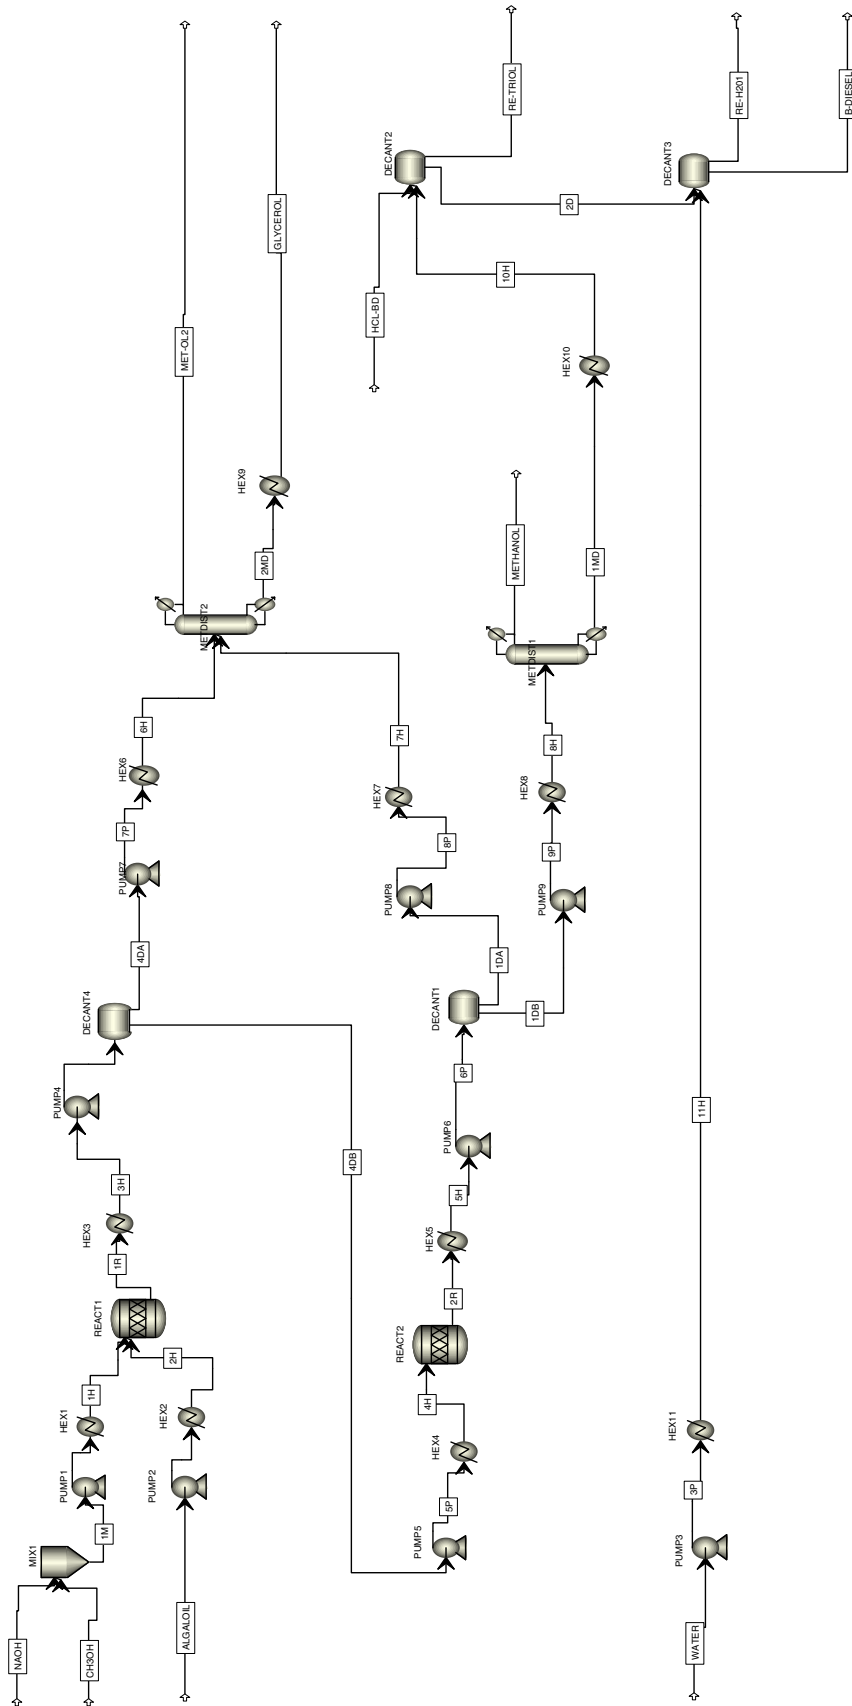 RE-TRIOL
RE-H201
B-DIESEL
DECANT2
DECANT3
2D
GLYCEROL
10H
HCL-BD
MET-OL2
HEX10
HEX9
METHANOL
2MD
1MD
METDIST2
METDIST1
6H
7H
8H
HEX6
HEX7
HEX8
7P
8P
9P
PUMP7
PUMP8
PUMP9
4DA
1DA
DECANT4
DECANT1
1DB
6P
PUMP4
11H
PUMP6
4DB
3H
5H
HEX3
HEX5
1R
2R
REACT1
REACT2
2H
1H
4H
HEX1
HEX2
HEX11
HEX4
PUMP1
PUMP2
3P
5P
1M
PUMP5
PUMP3
MIX1
ALGALOIL
WATER
NAOH
CH3OH